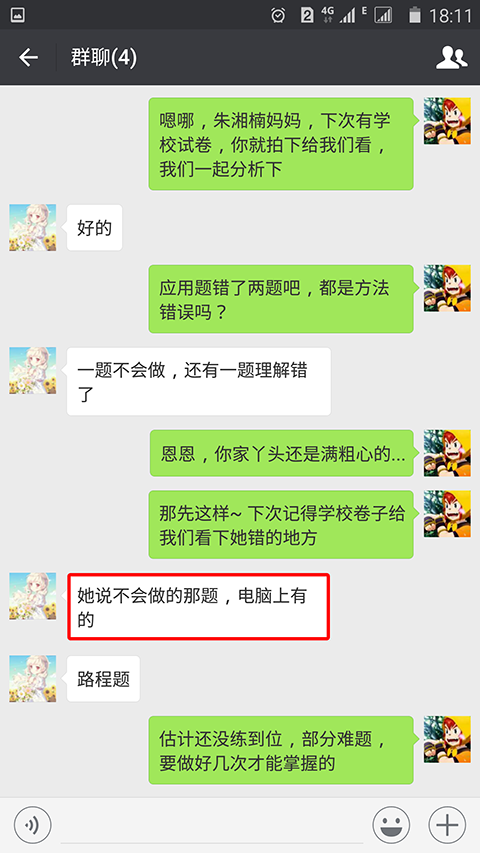 2 4G E 18:11
群聊(4)
嗯哪，朱湘楠妈妈，下次有学
校试卷，你就拍下给我们看，
我们一起分析下
好的
应用题错了两题吧，都是方法
错误吗？
一题不会做，还有一题理解错
了
恩恩，你家丫头还是满粗心的...
那先这样~ 下次记得学校卷子给
我们看下她错的地方
她说不会做的那题，电脑上有
的
路程题
估计还没练到位，部分难题，
要做好几次才能掌握的